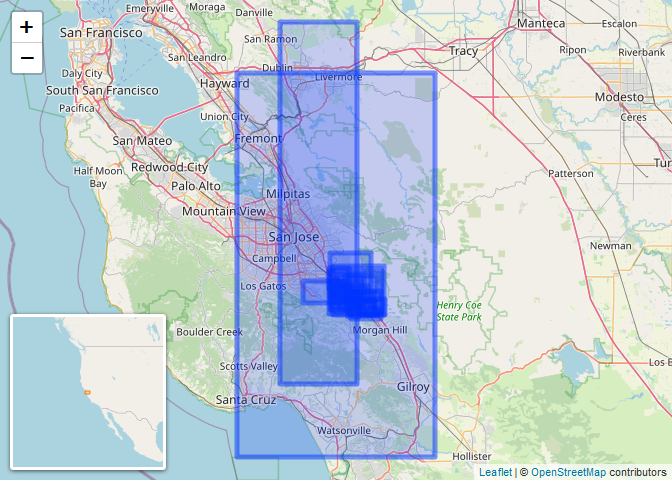 +
−
Emeryville
Moraga
Danville
San Francisco
San Ramon
Manteca
Escalon
Daly City
San Leandro
Dublin
Livermore
Tracy
Ripon
Riverbank
South San Francisco
Hayward
Modesto
Pacifica
Union City
Ceres
San Mateo
Fremont
Half Moon
Bay
Redwood City
Palo Alto
Milpitas
Patterson
Mountain View
San Jose
Newman
Campbell
Los Gatos
Henry Coe
State Park
Boulder Creek
Morgan Hill
Scotts Valley
Santa Cruz
Gilroy
Watsonville
Hollister
Leaflet | © OpenStreetMap contributors